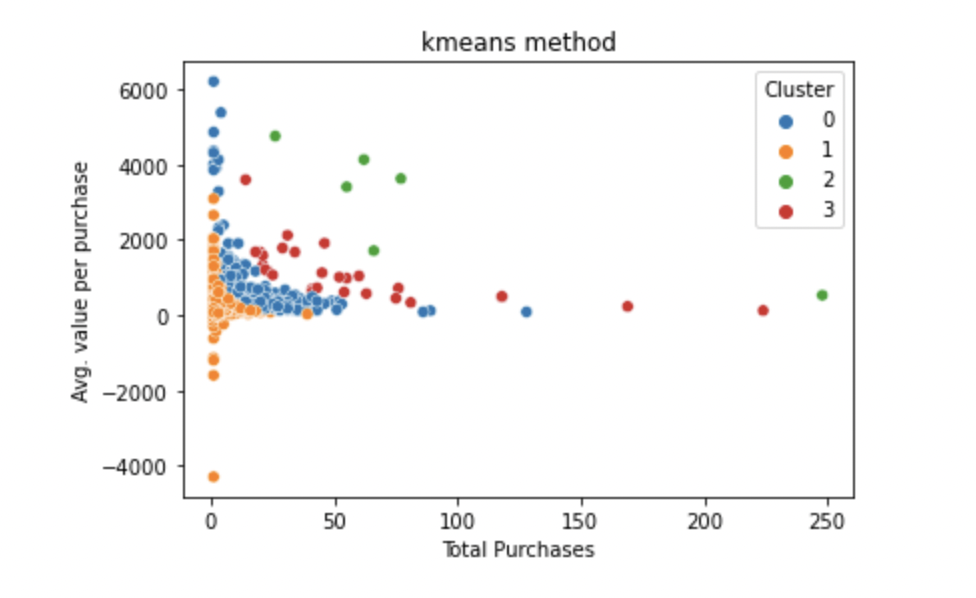 kmeans method
Cluster
0
1
2
3
6000
4000
2000
0
−2000
−4000
Avg. value per purchase
0 50 100 150 200 250
Total Purchases